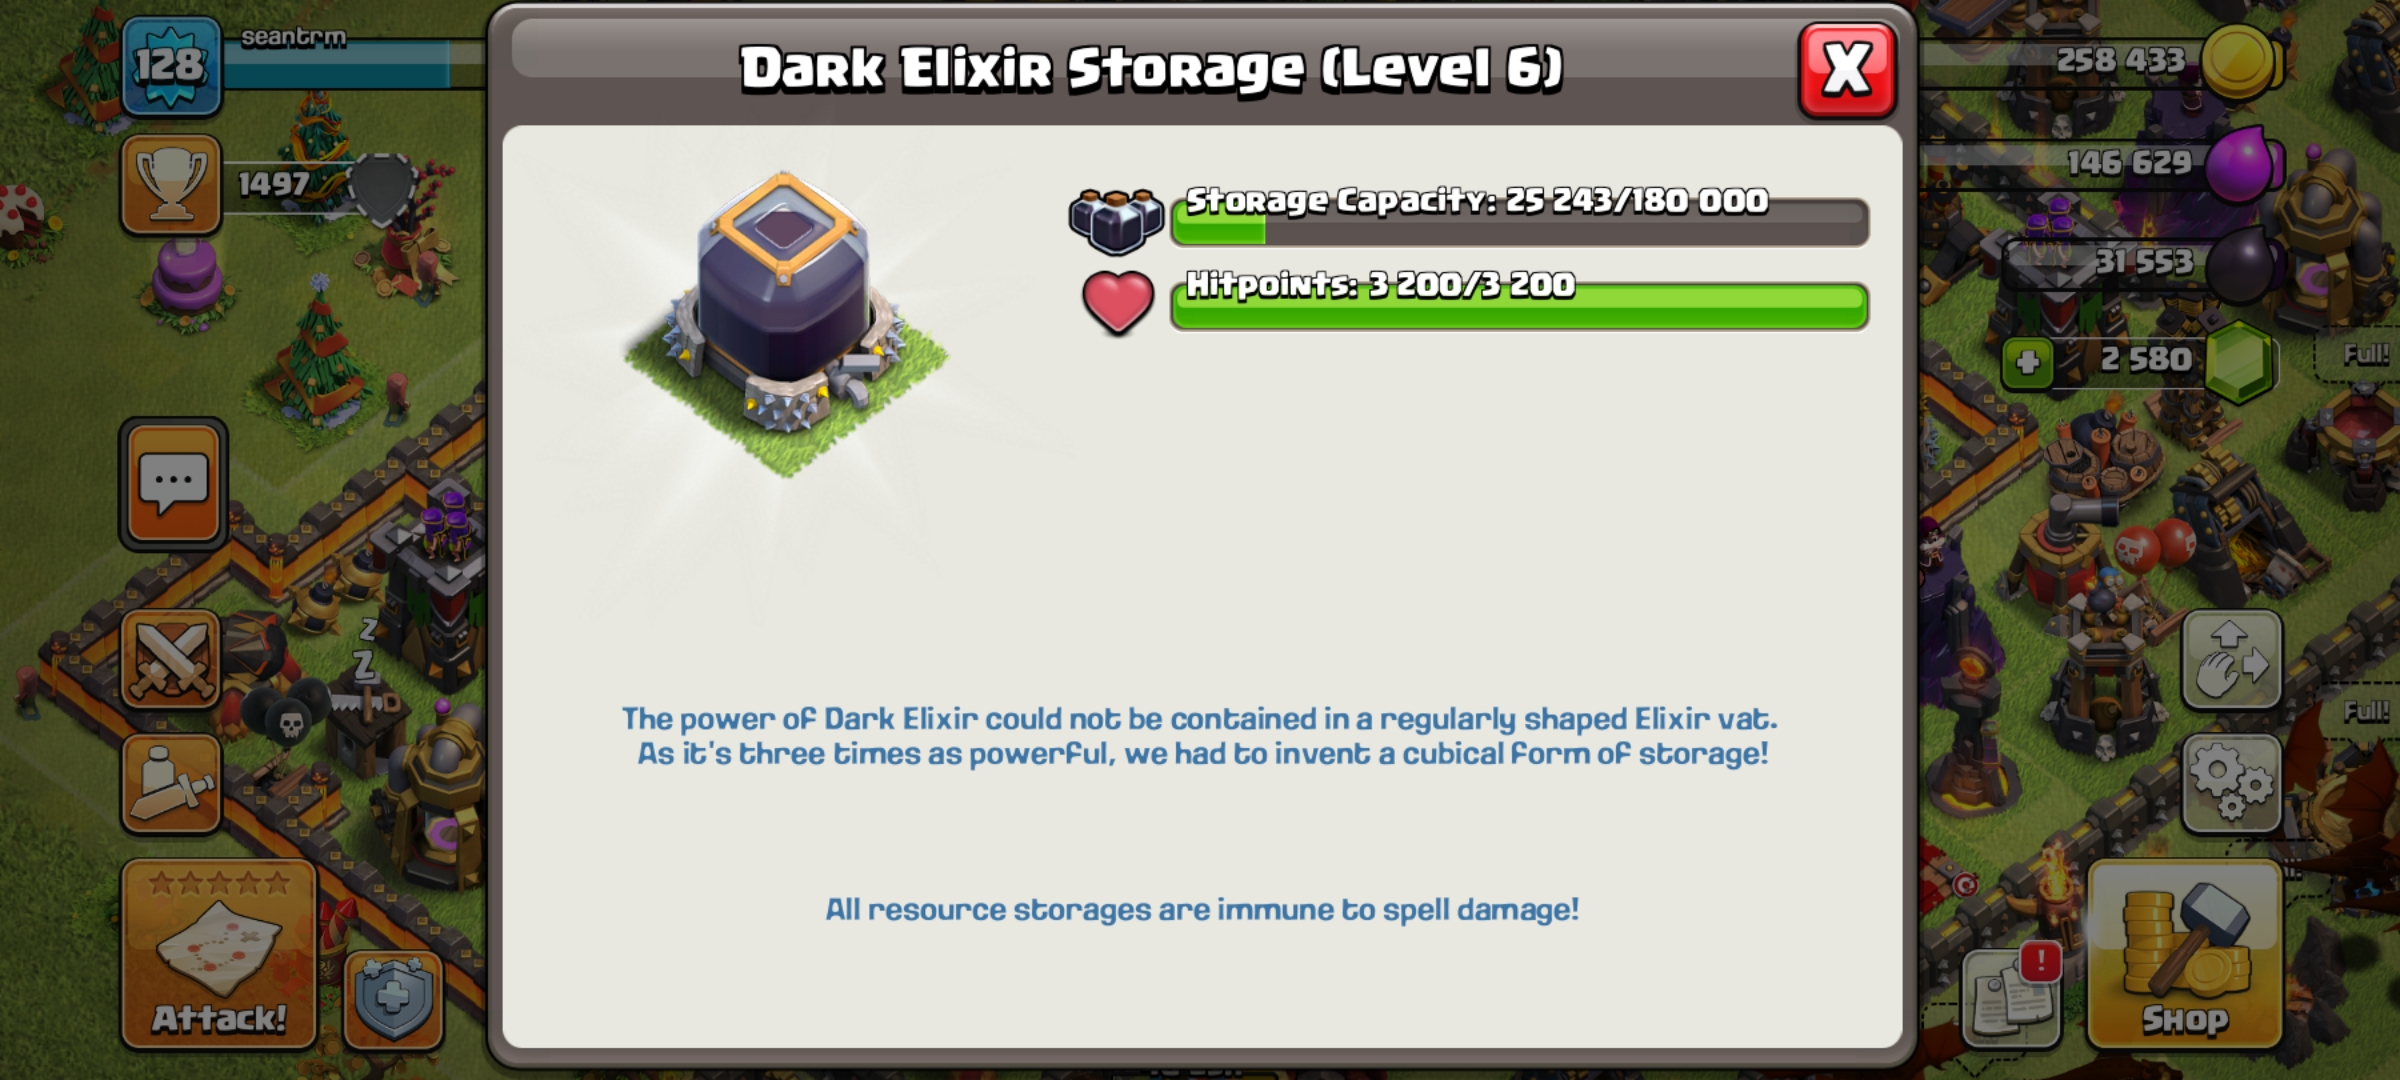 128
seantrm
1497
Dark Elixir Storage (Level 6)
X
Storage Capacity: 25 243/180 000
Hitpoints: 3 200/3 200
258 433
146 629
31 553
2 580
Full!
z
Z
Full!
The power of Dark Elixir could not be contained in a regularly shaped Elixir vat.
As it's three times as powerful, we had to invent a cubical form of storage!
All resource storages are immune to spell damage!
Attack!
!
Shop